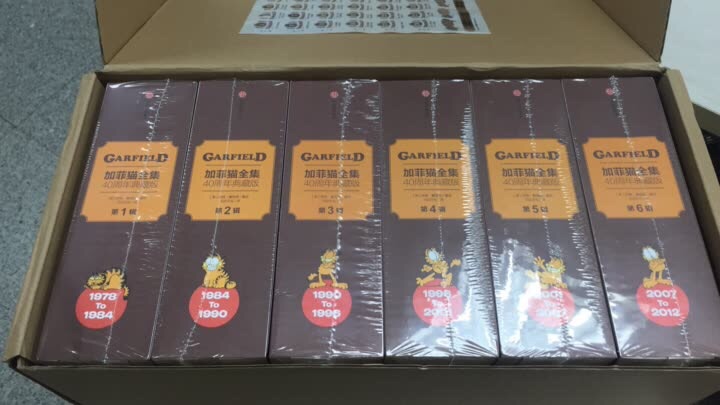 GARFIELD
加菲猫全集
40周年典藏版
第1辑
1978
To
1984
GARFIELD
加菲猫全集
40周年典藏版
第2辑
1984
To
1990
GARFIELD
加菲猫全集
40周年典藏版
第3辑
1990
To
1996
GARFIELD
加菲猫全集
40周年典藏版
第4辑
1996
To
GARFIELD
加菲猫全集
40周年典藏版
第5辑
To
GARFIELD
加菲猫全集
40周年典藏版
第6辑
2007
To
2012